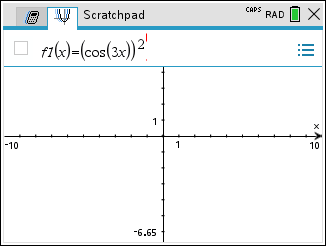 Scratchpad CAPS RAD
f1(x)=(cos(3x))²
1
x
-10 1 10
-6.65